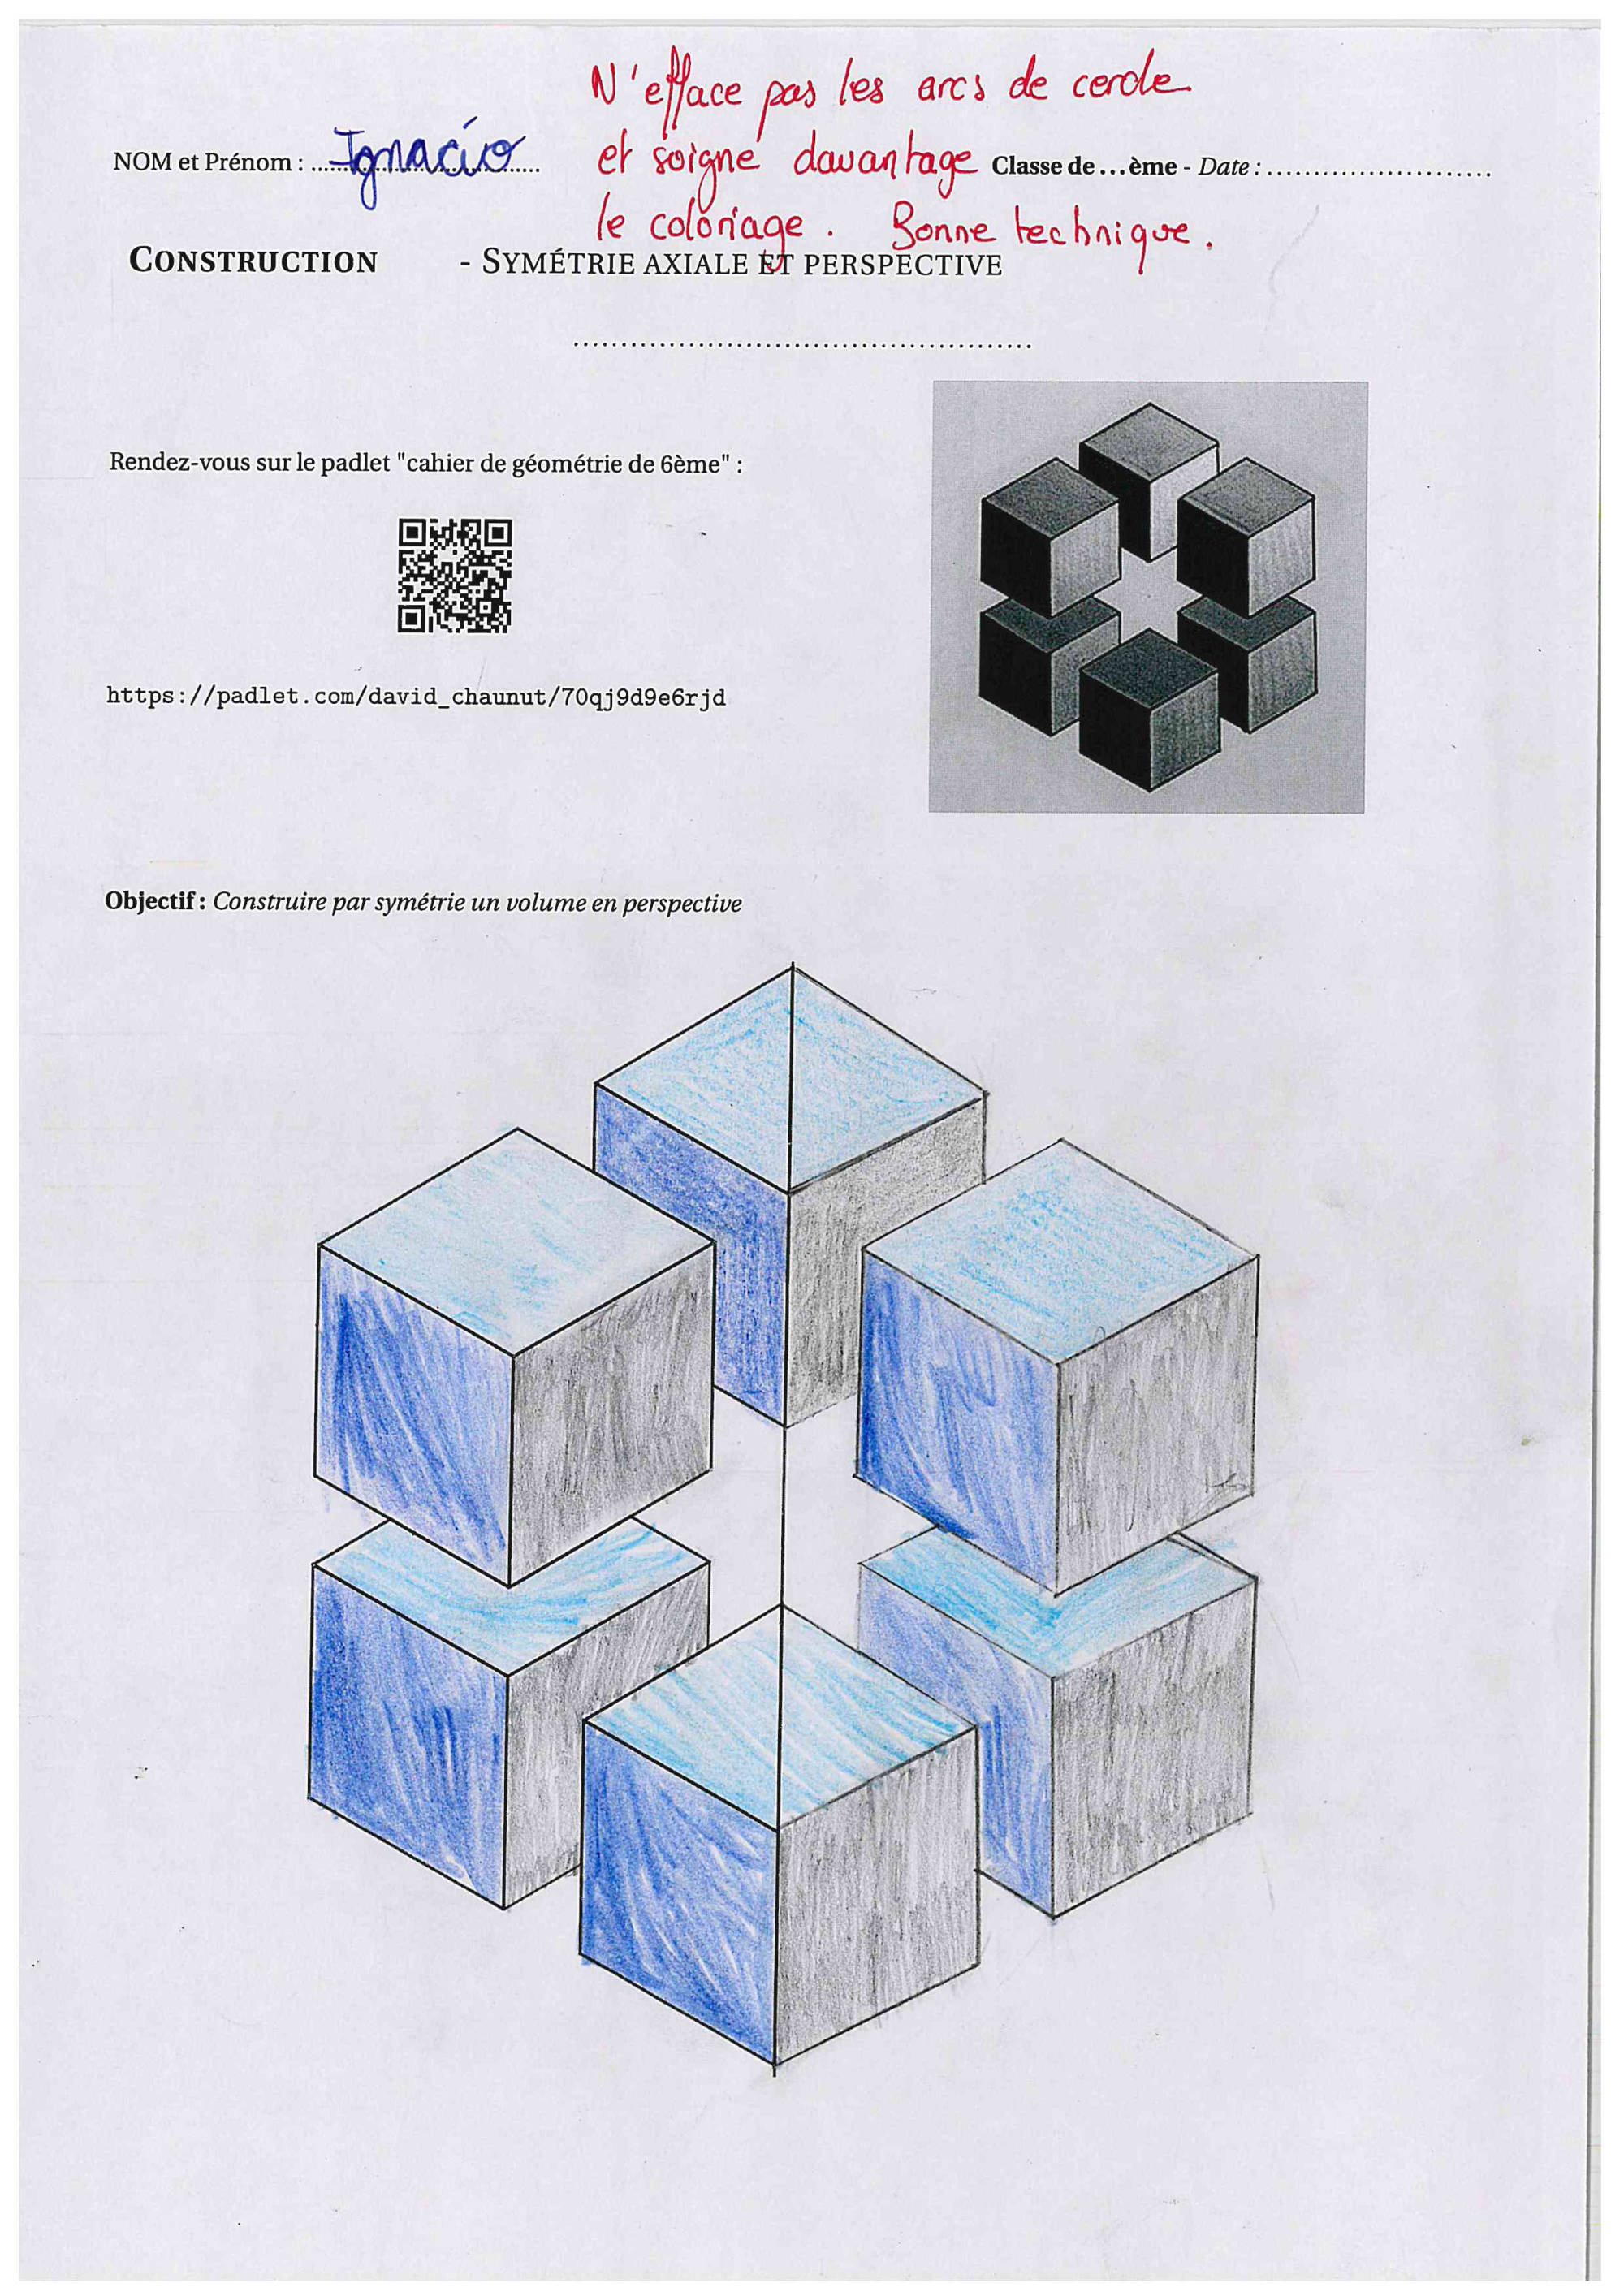 N'efface pas les arcs de cercle
NOM et Prénom : .....Ignacio..... et soigne davantage Classe de ...ème - Date : ........................
le coloriage. Bonne technique.
CONSTRUCTION - SYMÉTRIE AXIALE ET PERSPECTIVE
Rendez-vous sur le padlet "cahier de géométrie de 6ème" :
https://padlet.com/david_chaunut/70qj9d9e6rjd
Objectif : Construire par symétrie un volume en perspective